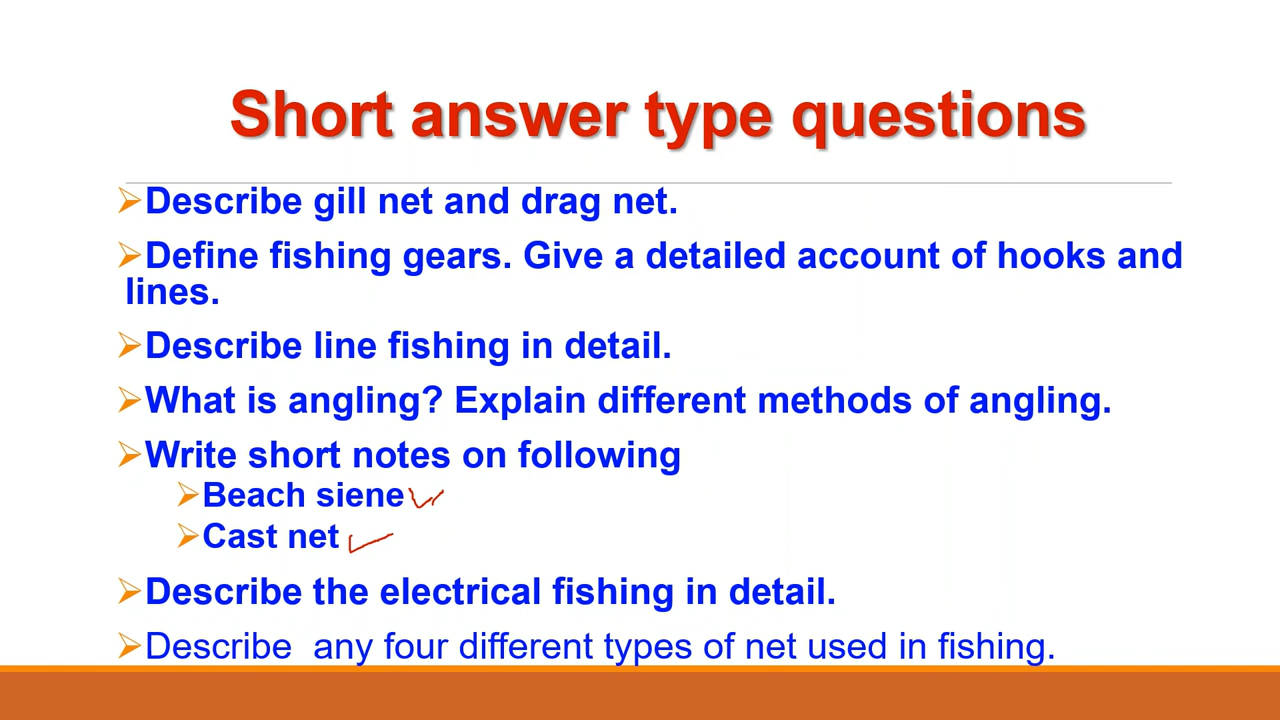 Short answer type questions
Describe gill net and drag net.
Define fishing gears. Give a detailed account of hooks and
lines.
Describe line fishing in detail.
What is angling? Explain different methods of angling.
Write short notes on following
Beach siene
Cast net
Describe the electrical fishing in detail.
Describe  any four different types of net used in fishing.